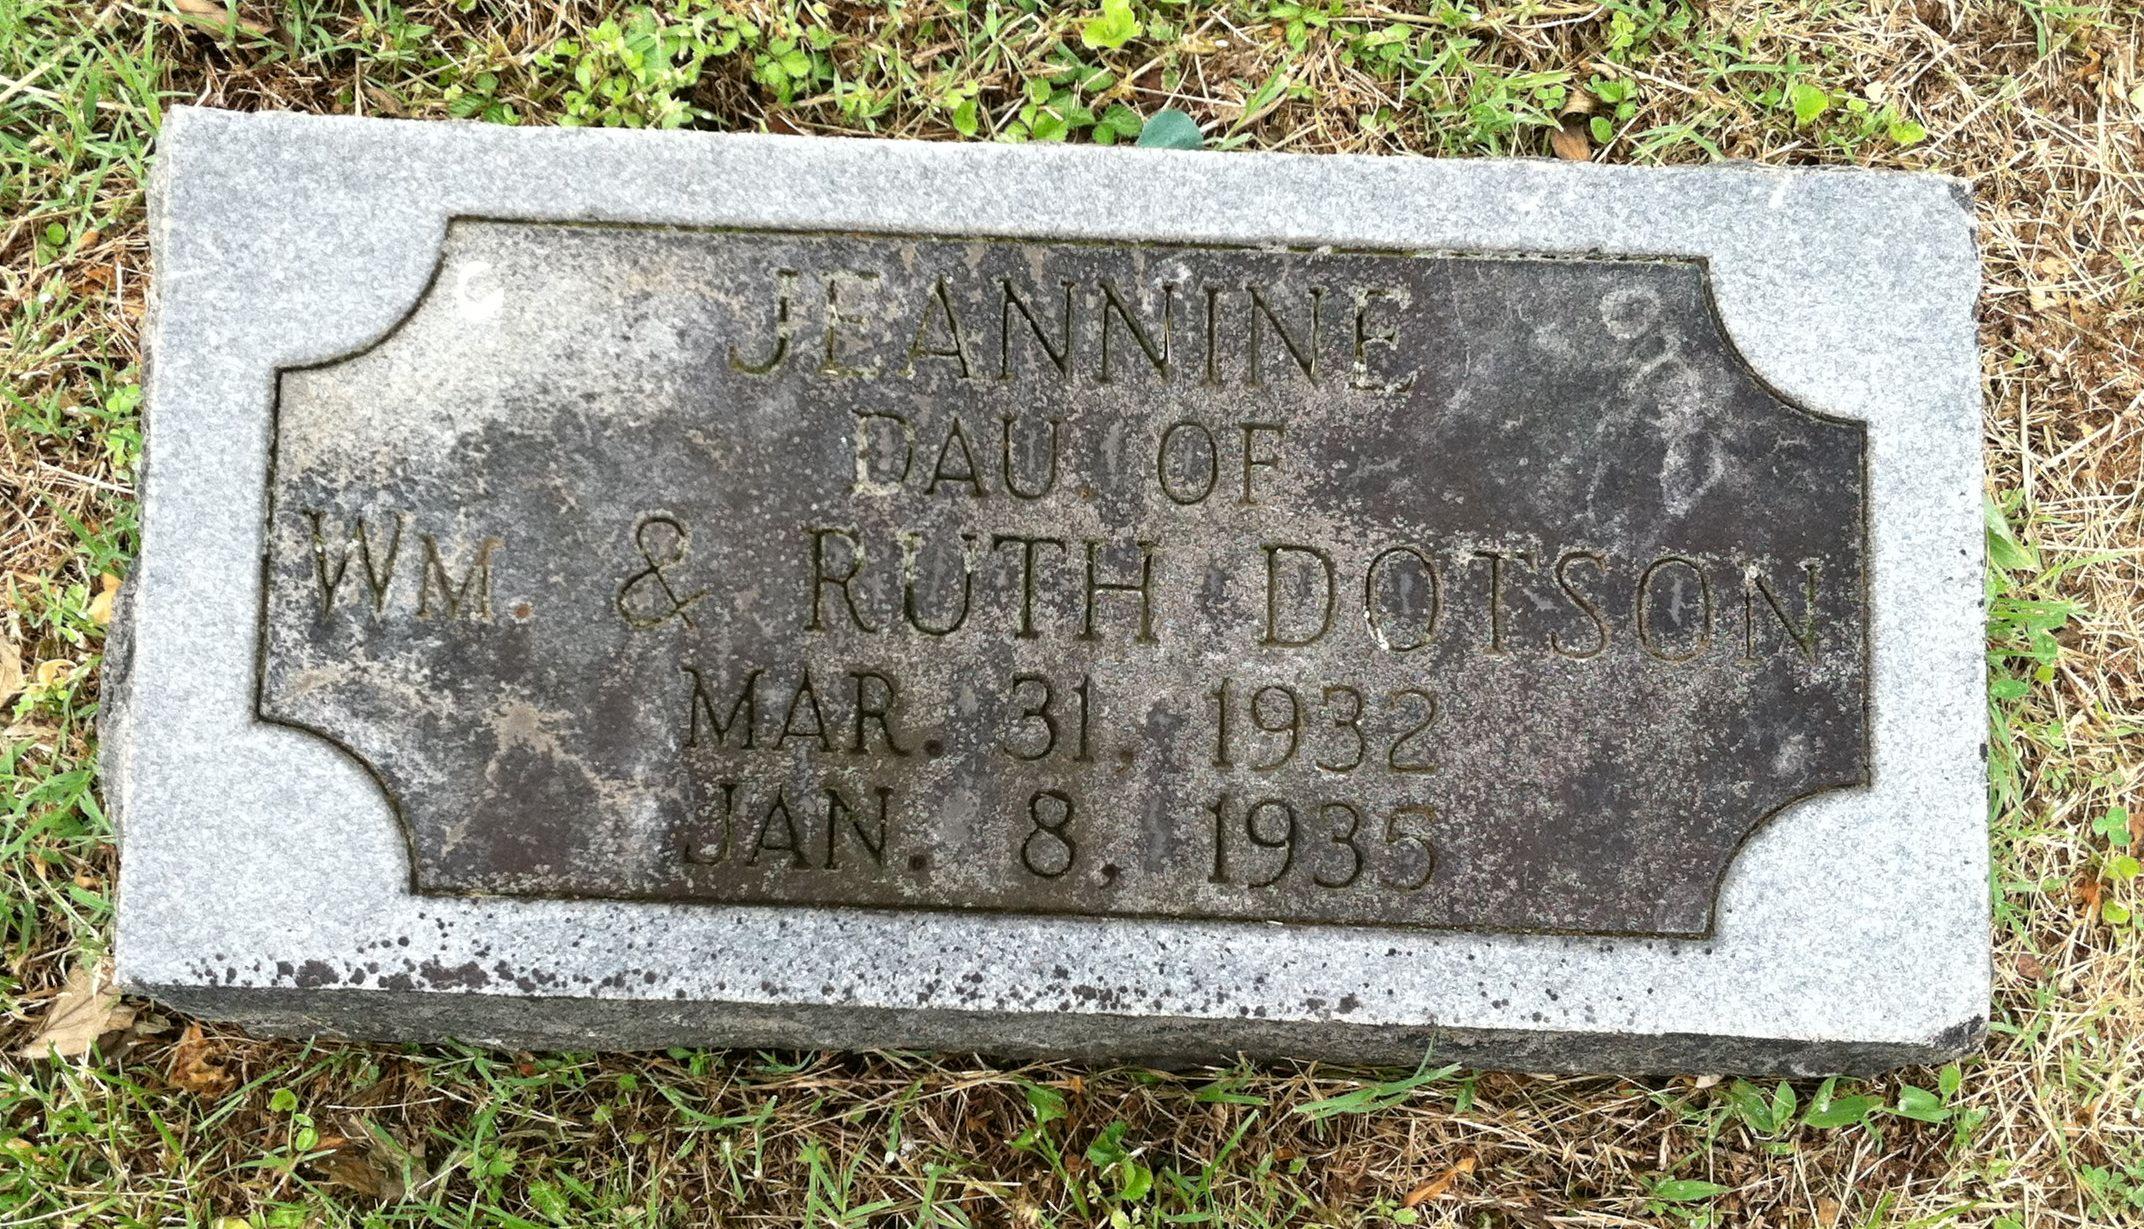 JEANNINE
DAU. OF
WM. & RUTH DOTSON
MAR. 31, 1932
JAN. 8, 1935